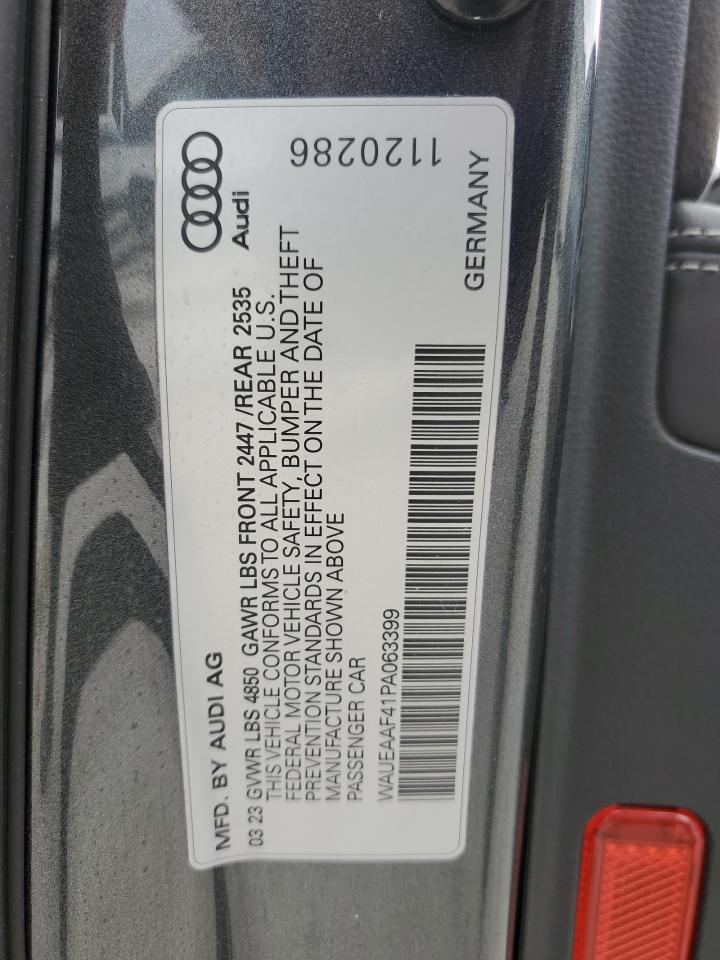 MFD. BY AUDI AG
03 23 GVWR LBS 4850 GAWR LBS FRONT 2447 /REAR 2535
THIS VEHICLE CONFORMS TO ALL APPLICABLE U.S.
FEDERAL MOTOR VEHICLE SAFETY, BUMPER AND THEFT
PREVENTION STANDARDS IN EFFECT ON THE DATE OF
MANUFACTURE SHOWN ABOVE
PASSENGER CAR
WAUEAAF41PA063399
GERMANY
Audi
1120286